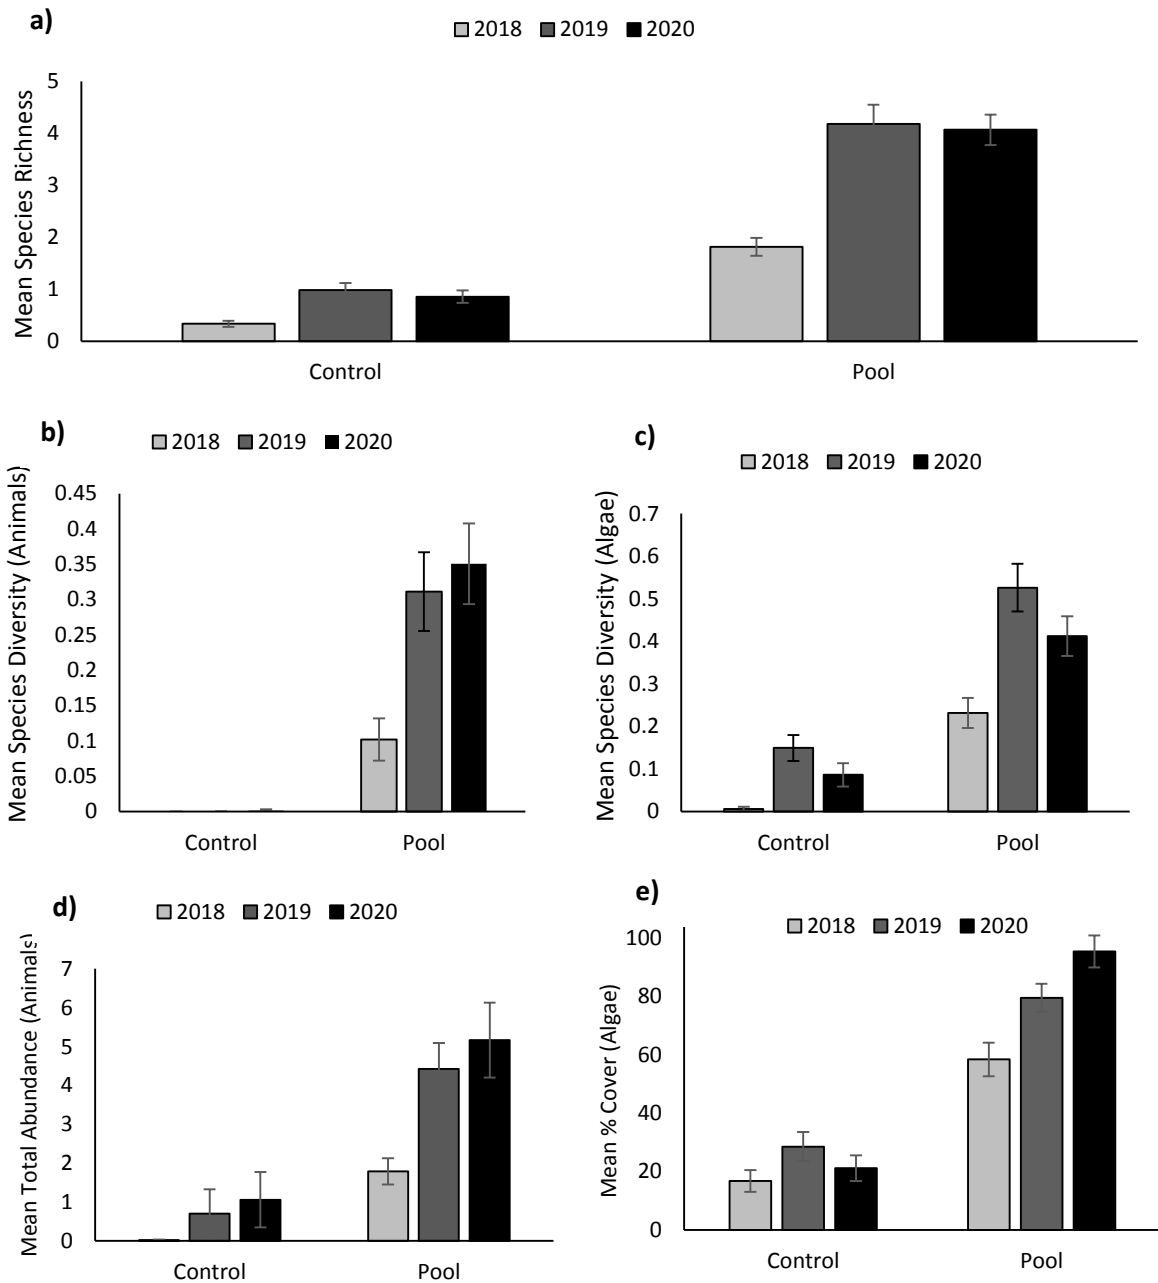 a)
2018 2019 2020
Mean Species Richness
5
4
3
2
1
0
Control Pool
b)
2018 2019 2020
Mean Species Diversity (Animals)
0.45
0.4
0.35
0.3
0.25
0.2
0.15
0.1
0.05
0
Control Pool
c)
2018 2019 2020
Mean Species Diversity (Algae)
0.7
0.6
0.5
0.4
0.3
0.2
0.1
0
Control Pool
d)
2018 2019 2020
Mean Total Abundance (Animals)
7
6
5
4
3
2
1
0
Control Pool
e)
2018 2019 2020
Mean % Cover (Algae)
100
80
60
40
20
0
Control Pool